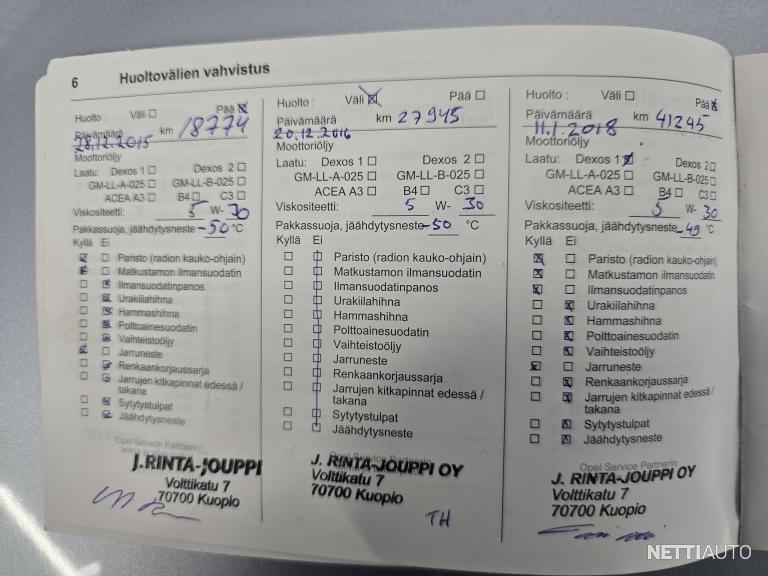 6 Huoltovälien vahvistus
Huolto : Väli ☐ Pää ☒
Päivämäärä
28.12.2015 km 18774
Moottoriöljy
Laatu: Dexos 1 ☐ Dexos 2 ☐
GM-LL-A-025 ☐ GM-LL-B-025 ☐
ACEA A3 ☐ B4 ☐ C3 ☐
Viskositeetti: 5 W- 30
Pakkassuoja, jäähdytysneste -50 °C
Kyllä Ei
☒ ☐ Paristo (radion kauko-ohjain)
☒ ☐ Matkustamon ilmansuodatin
☐ ☒ Ilmansuodatinpanos
☐ ☒ Urakiilahihna
☐ ☒ Hammashihna
☐ ☒ Polttoainesuodatin
☐ ☒ Vaihteistoöljy
☒ ☐ Jarruneste
☐ ☒ Renkaankorjaussarja
☐ ☒ Jarrujen kitkapinnat edessä /
takana
☐ ☒ Sytytystulpat
☐ ☒ Jäähdytysneste
Opel Service Partnerin
J.RINTA-JOUPPI
Volttikatu 7
70700 Kuopio
Huolto : Väli ☒ Pää ☐
Päivämäärä km 27945
20.12.2016
Moottoriöljy
Laatu: Dexos 1 ☐ Dexos 2 ☐
GM-LL-A-025 ☐ GM-LL-B-025 ☐
ACEA A3 ☐ B4 ☐ C3 ☐
Viskositeetti: 5 W- 30
Pakkassuoja, jäähdytysneste -50 °C
Kyllä Ei
☐ ☐ Paristo (radion kauko-ohjain)
☐ ☐ Matkustamon ilmansuodatin
☐ ☐ Ilmansuodatinpanos
☐ ☐ Urakiilahihna
☐ ☐ Hammashihna
☐ ☐ Polttoainesuodatin
☐ ☐ Vaihteistoöljy
☐ ☐ Jarruneste
☐ ☐ Renkaankorjaussarja
☐ ☐ Jarrujen kitkapinnat edessä /
takana
☐ ☐ Sytytystulpat
☐ ☐ Jäähdytysneste
Opel Service Partnerin
J. RINTA-JOUPPI OY
Volttikatu 7
70700 Kuopio
TH
Huolto : Väli ☐ Pää ☒
Päivämäärä km 41245
11.1.2018
Moottoriöljy
Laatu: Dexos 1 ☒ Dexos 2 ☐
GM-LL-A-025 ☐ GM-LL-B-025 ☐
ACEA A3 ☐ B4 ☐ C3 ☐
Viskositeetti: 5 W- 30
Pakkassuoja, jäähdytysneste -49 °C
Kyllä Ei
☒ ☐ Paristo (radion kauko-ohjain)
☒ ☐ Matkustamon ilmansuodatin
☒ ☐ Ilmansuodatinpanos
☐ ☒ Urakiilahihna
☐ ☒ Hammashihna
☐ ☒ Polttoainesuodatin
☐ ☒ Vaihteistoöljy
☒ ☐ Jarruneste
☐ ☒ Renkaankorjaussarja
☐ ☒ Jarrujen kitkapinnat edessä /
takana
☐ ☒ Sytytystulpat
☐ ☒ Jäähdytysneste
Opel Service Partnerin
J. RINTA-JOUPPI OY
Volttikatu 7
70700 Kuopio
NETTIAUTO